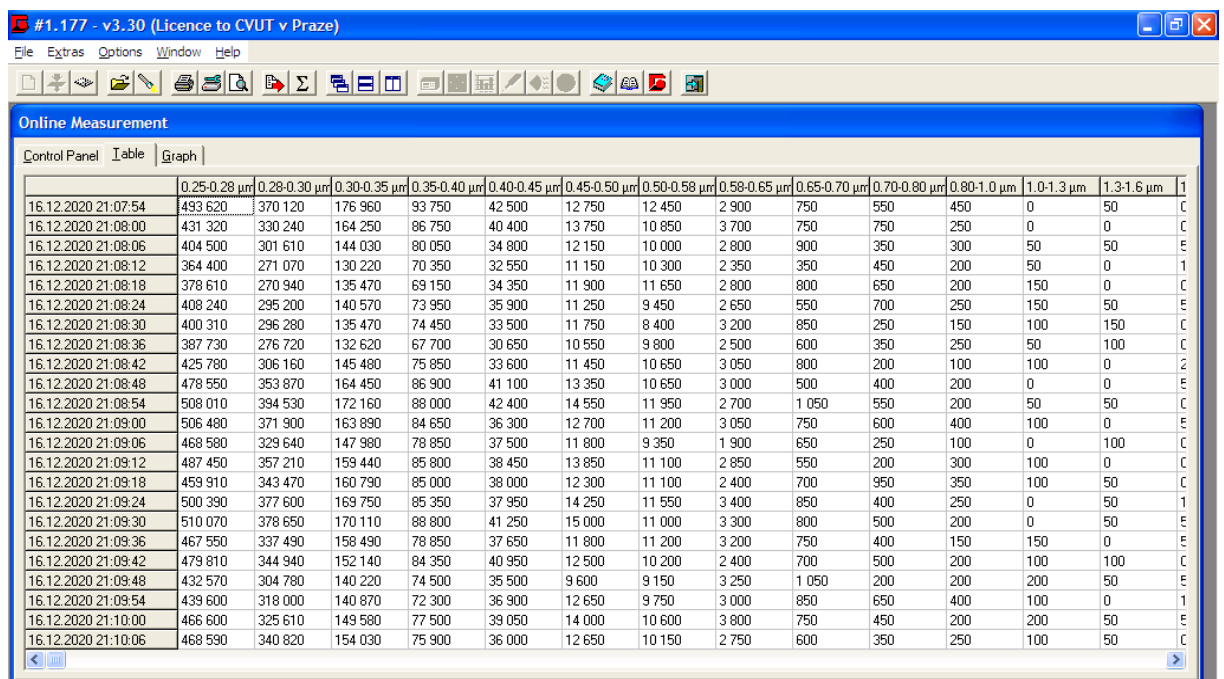 #1.177 - v3.30 (Licence to CVUT v Praze)
File Extras Options Window Help
Online Measurement
Control Panel Table Graph
0.25-0.28 µm 0.28-0.30 µm 0.30-0.35 µm 0.35-0.40 µm 0.40-0.45 µm 0.45-0.50 µm 0.50-0.58 µm 0.58-0.65 µm 0.65-0.70 µm 0.70-0.80 µm 0.80-1.0 µm 1.0-1.3 µm 1.3-1.6 µm 1
16.12.2020 21:07:54 493 620 370 120 176 960 93 750 42 500 12 750 12 450 2 900 750 550 450 0 50
16.12.2020 21:08:00 431 320 330 240 164 250 86 750 40 400 13 750 10 850 3 700 750 750 250 0 0
16.12.2020 21:08:06 404 500 301 610 144 030 80 050 34 800 12 150 10 000 2 800 900 350 300 50 50
16.12.2020 21:08:12 364 400 271 070 130 220 70 350 32 550 11 150 10 300 2 350 350 450 200 50 0
16.12.2020 21:08:18 378 610 270 940 135 470 69 150 34 350 11 900 11 650 2 800 800 650 200 150 0
16.12.2020 21:08:24 408 240 295 200 140 570 73 950 35 900 11 250 9 450 2 650 550 700 250 150 50
16.12.2020 21:08:30 400 310 296 280 135 470 74 450 33 500 11 750 8 400 3 200 850 250 150 100 150
16.12.2020 21:08:36 387 730 276 720 132 620 67 700 30 650 10 550 9 800 2 500 600 350 250 50 100
16.12.2020 21:08:42 425 780 306 160 145 480 75 850 33 600 11 450 10 650 3 050 800 200 100 100 0
16.12.2020 21:08:48 478 550 353 870 164 450 86 900 41 100 13 350 10 650 3 000 500 400 200 0 0
16.12.2020 21:08:54 508 010 394 530 172 160 88 000 42 400 14 550 11 950 2 700 1 050 550 200 50 50
16.12.2020 21:09:00 506 480 371 900 163 890 84 650 36 300 12 700 11 200 3 050 750 600 400 100 0
16.12.2020 21:09:06 468 580 329 640 147 980 78 850 37 500 11 800 9 350 1 900 650 250 100 0 100
16.12.2020 21:09:12 487 450 357 210 159 440 85 800 38 450 13 850 11 100 2 850 550 200 300 100 0
16.12.2020 21:09:18 459 910 343 470 160 790 85 000 38 000 12 300 11 100 2 400 700 950 350 100 50
16.12.2020 21:09:24 500 390 377 600 169 750 85 350 37 950 14 250 11 550 3 400 850 400 250 0 50
16.12.2020 21:09:30 510 070 378 650 170 110 88 800 41 250 15 000 11 000 3 300 800 500 200 0 50
16.12.2020 21:09:36 467 550 337 490 158 490 78 850 37 650 11 800 11 200 3 200 750 400 150 150 0
16.12.2020 21:09:42 479 810 344 940 152 140 84 350 40 950 12 500 10 200 2 400 700 500 200 100 100
16.12.2020 21:09:48 432 570 304 780 140 220 74 500 35 500 9 600 9 150 3 250 1 050 200 200 200 50
16.12.2020 21:09:54 439 600 318 000 140 870 72 300 36 900 12 650 9 750 3 000 850 650 400 100 0
16.12.2020 21:10:00 466 600 325 610 149 580 77 500 39 050 14 000 10 600 3 800 750 450 200 200 50
16.12.2020 21:10:06 468 590 340 820 154 030 75 900 36 000 12 650 10 150 2 750 600 350 250 100 50